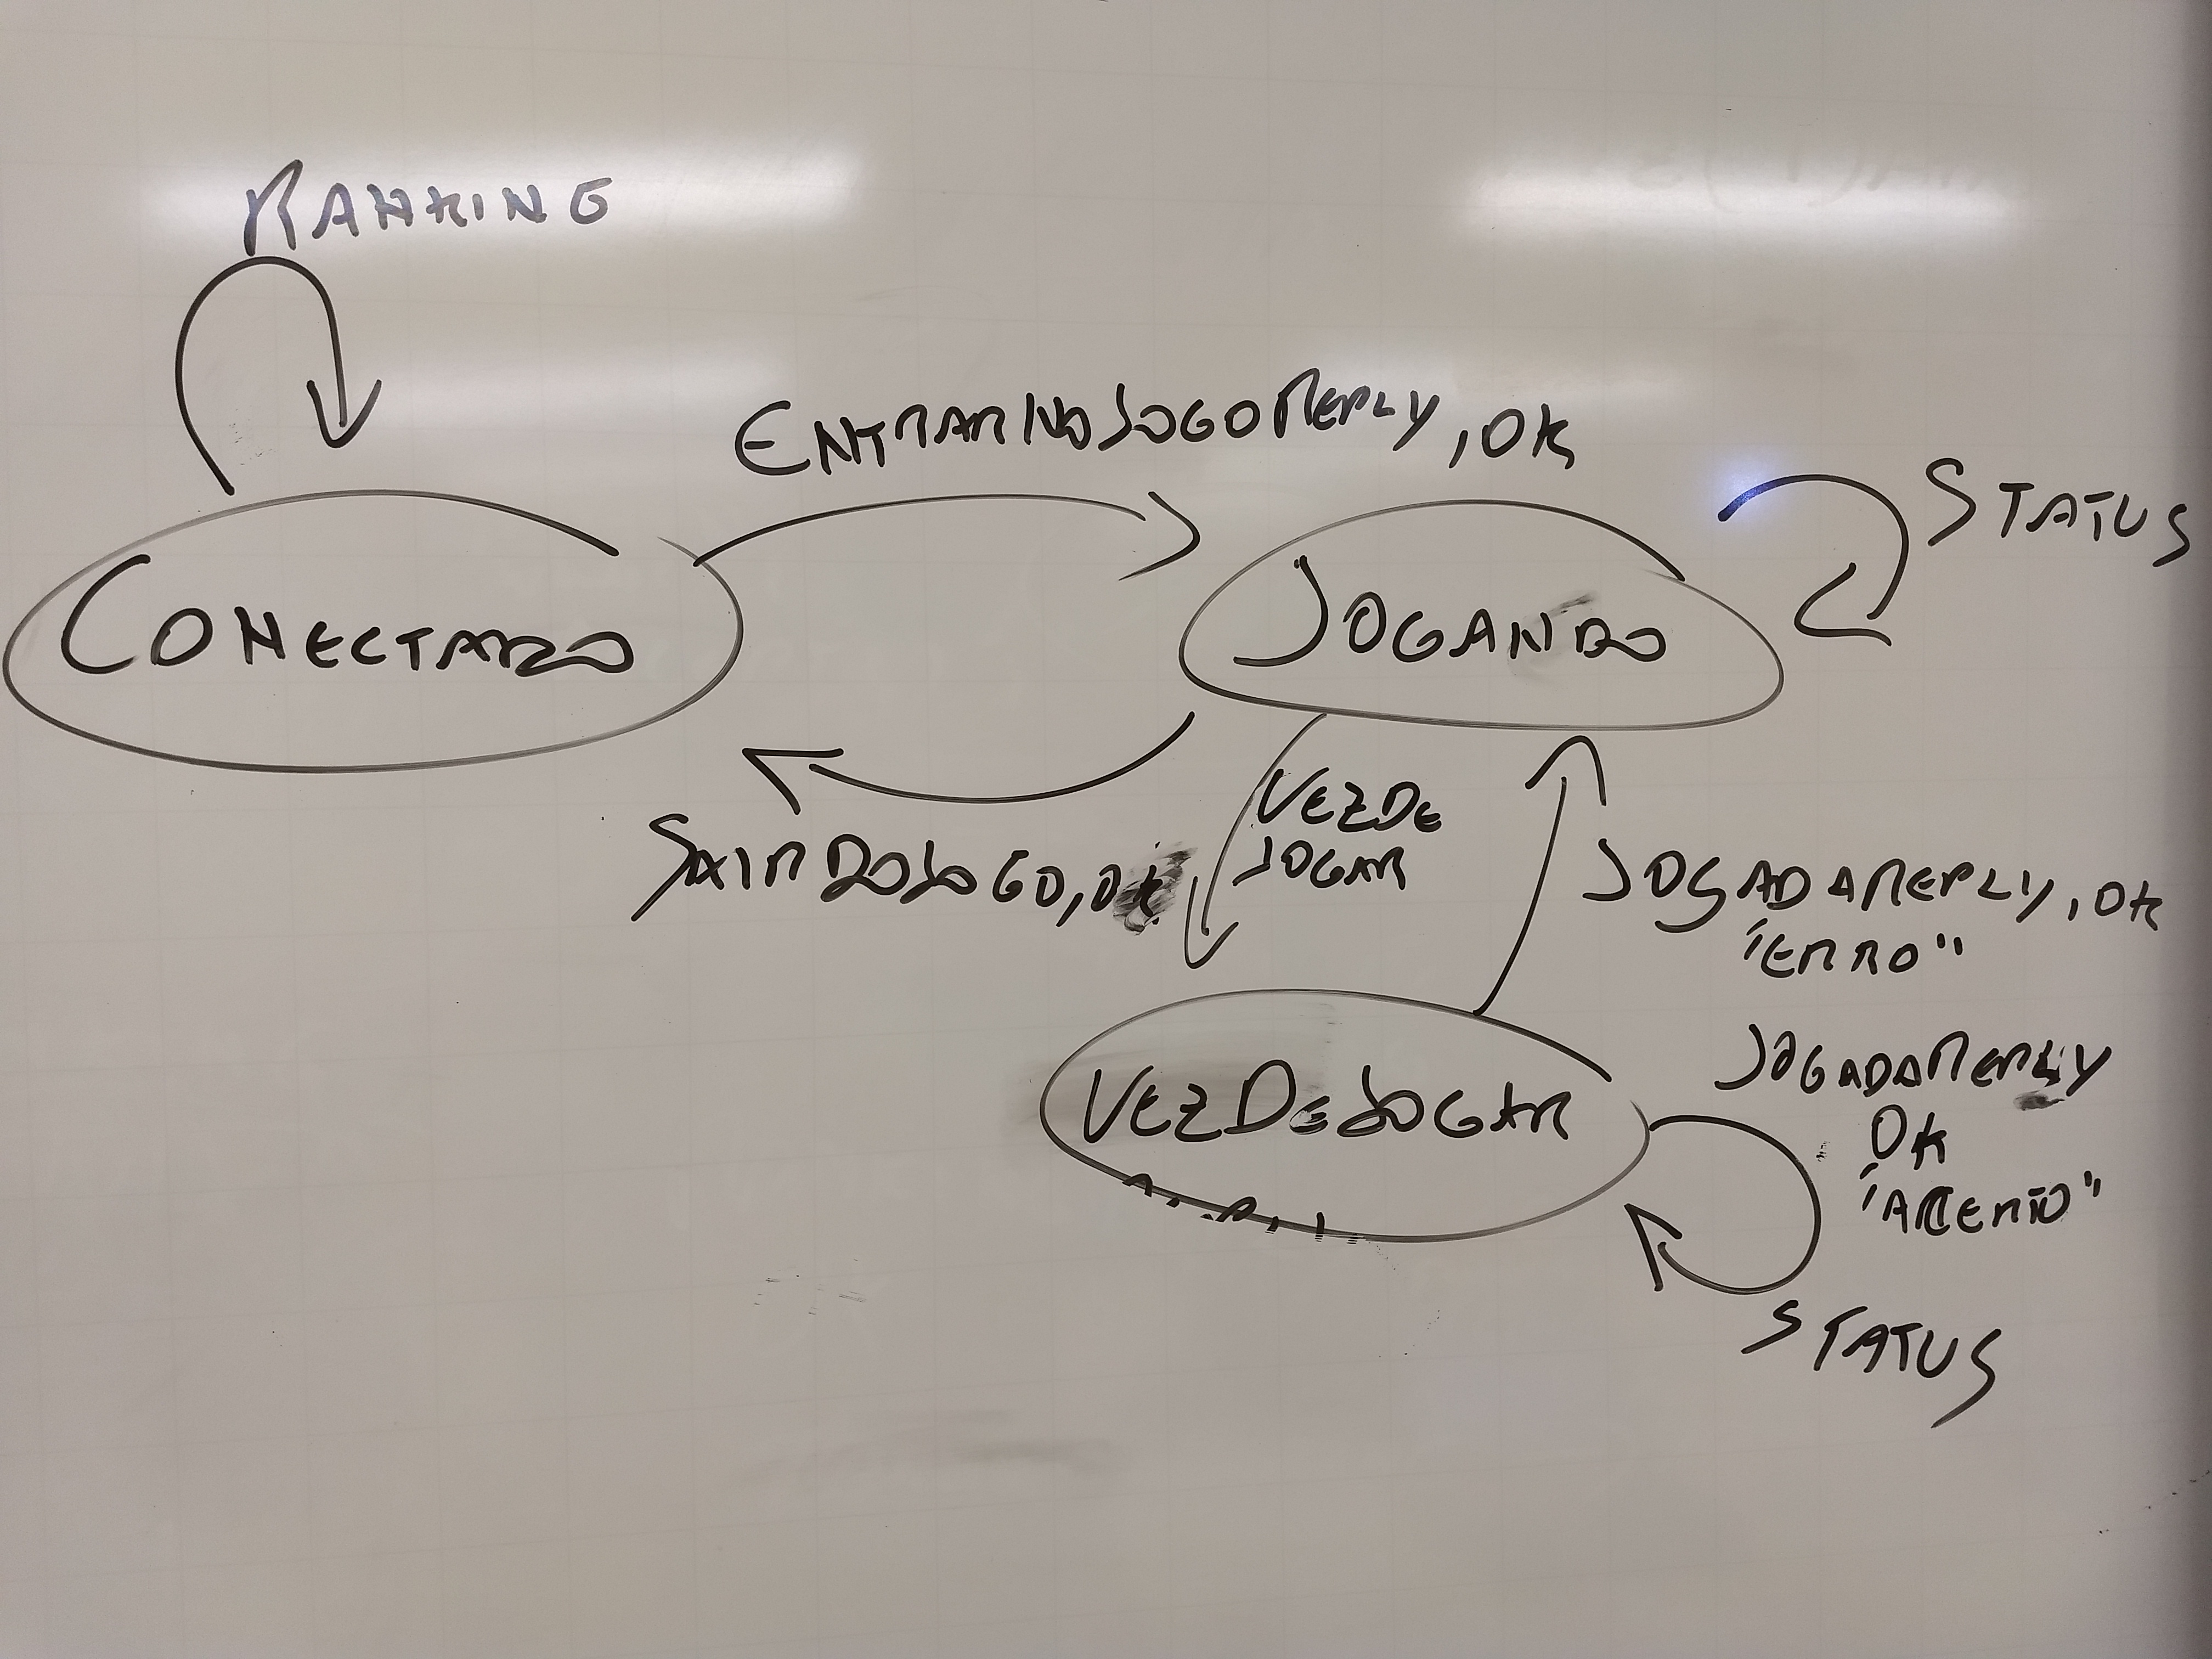 RANKING
ENTRARNOJOGOREPLY, OK
STATUS
CONECTADO
JOGANDO
VEZDE
JOGAR
SAIRDOJOGO, OK
JOGADAREPLY, OK
"ERRO"
VEZDEJOGAR
JOGADAREPLY
OK
"ACERTO"
STATUS